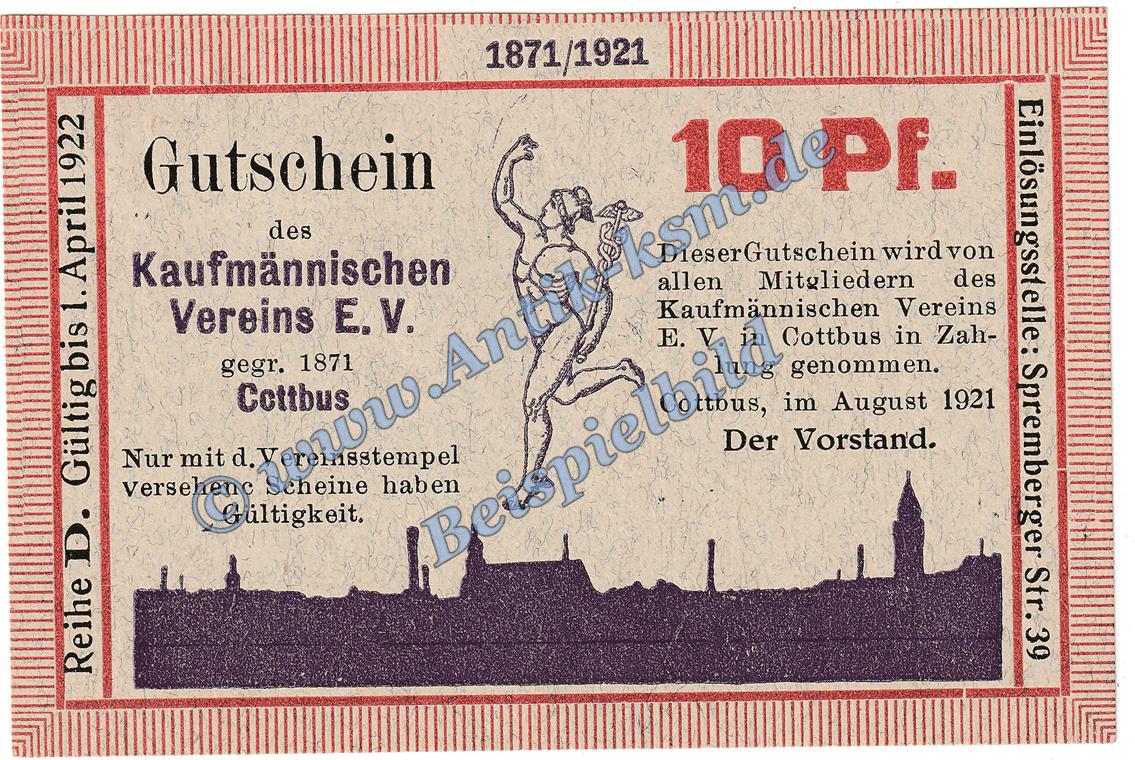 1871/1921
Reihe D. Gültig bis 1. April 1922
Gutschein
des
Kaufmännischen
Vereins E. V.
gegr. 1871
Cottbus
Nur mit d. Vereinsstempel
versehene Scheine haben
Gültigkeit.
10 Pf.
Dieser Gutschein wird von
allen Mitgliedern des
Kaufmännischen Vereins
E. V. in Cottbus in Zah-
lung genommen.
Cottbus, im August 1921
Der Vorstand.
Einlösungsstelle: Spremberger Str. 39
© www.Antik-ksm.de
Beispielbild